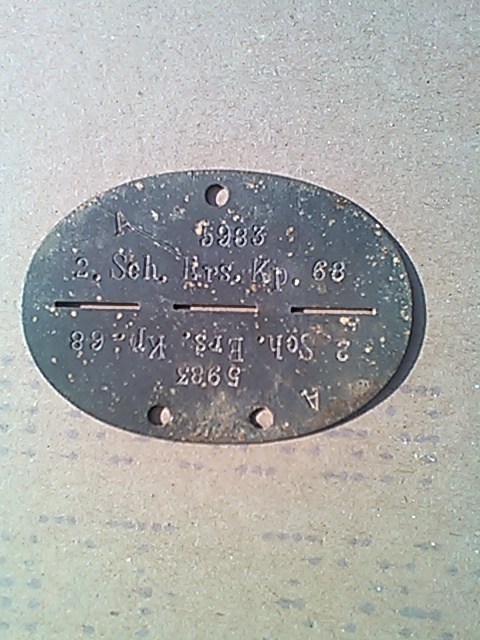 A
5983
2. Sch. Ers. Kp. 68
2. Sch. Ers. Kp. 68
5983
A